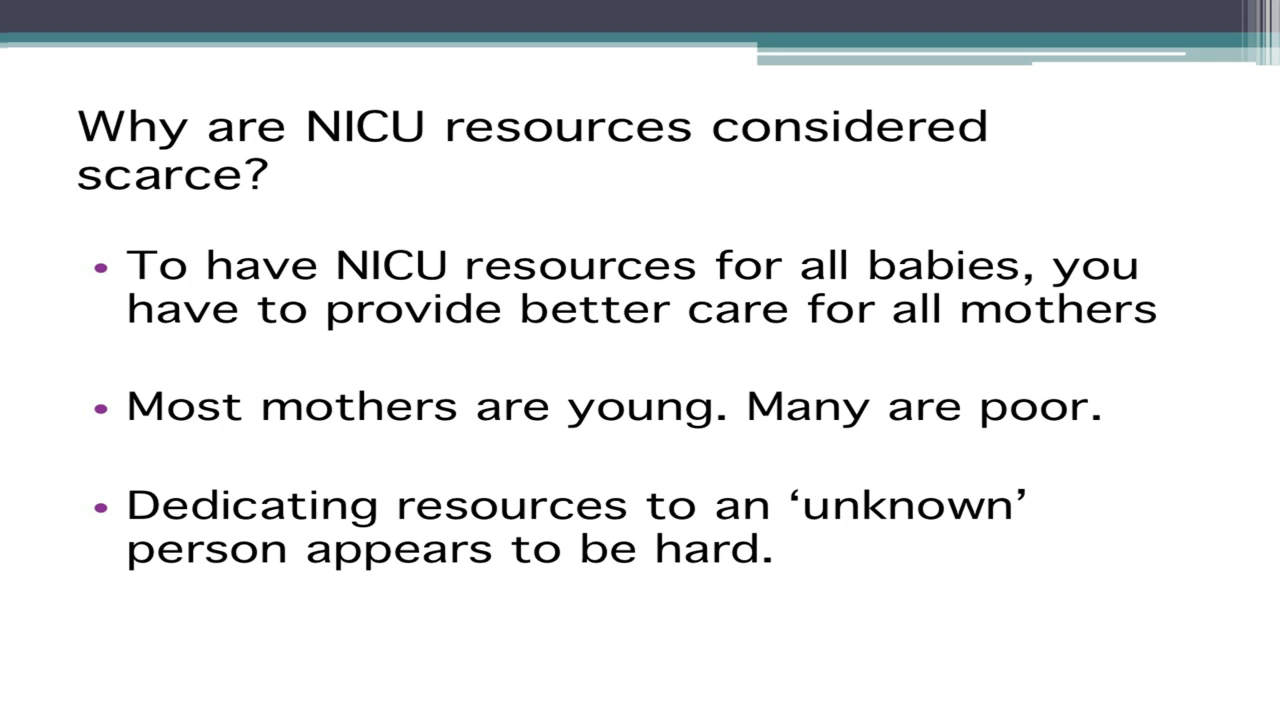 Why are NICU resources considered
scarce?
• To have NICU resources for all babies, you
have to provide better care for all mothers
• Most mothers are young. Many are poor.
• Dedicating resources to an ‘unknown’
person appears to be hard.